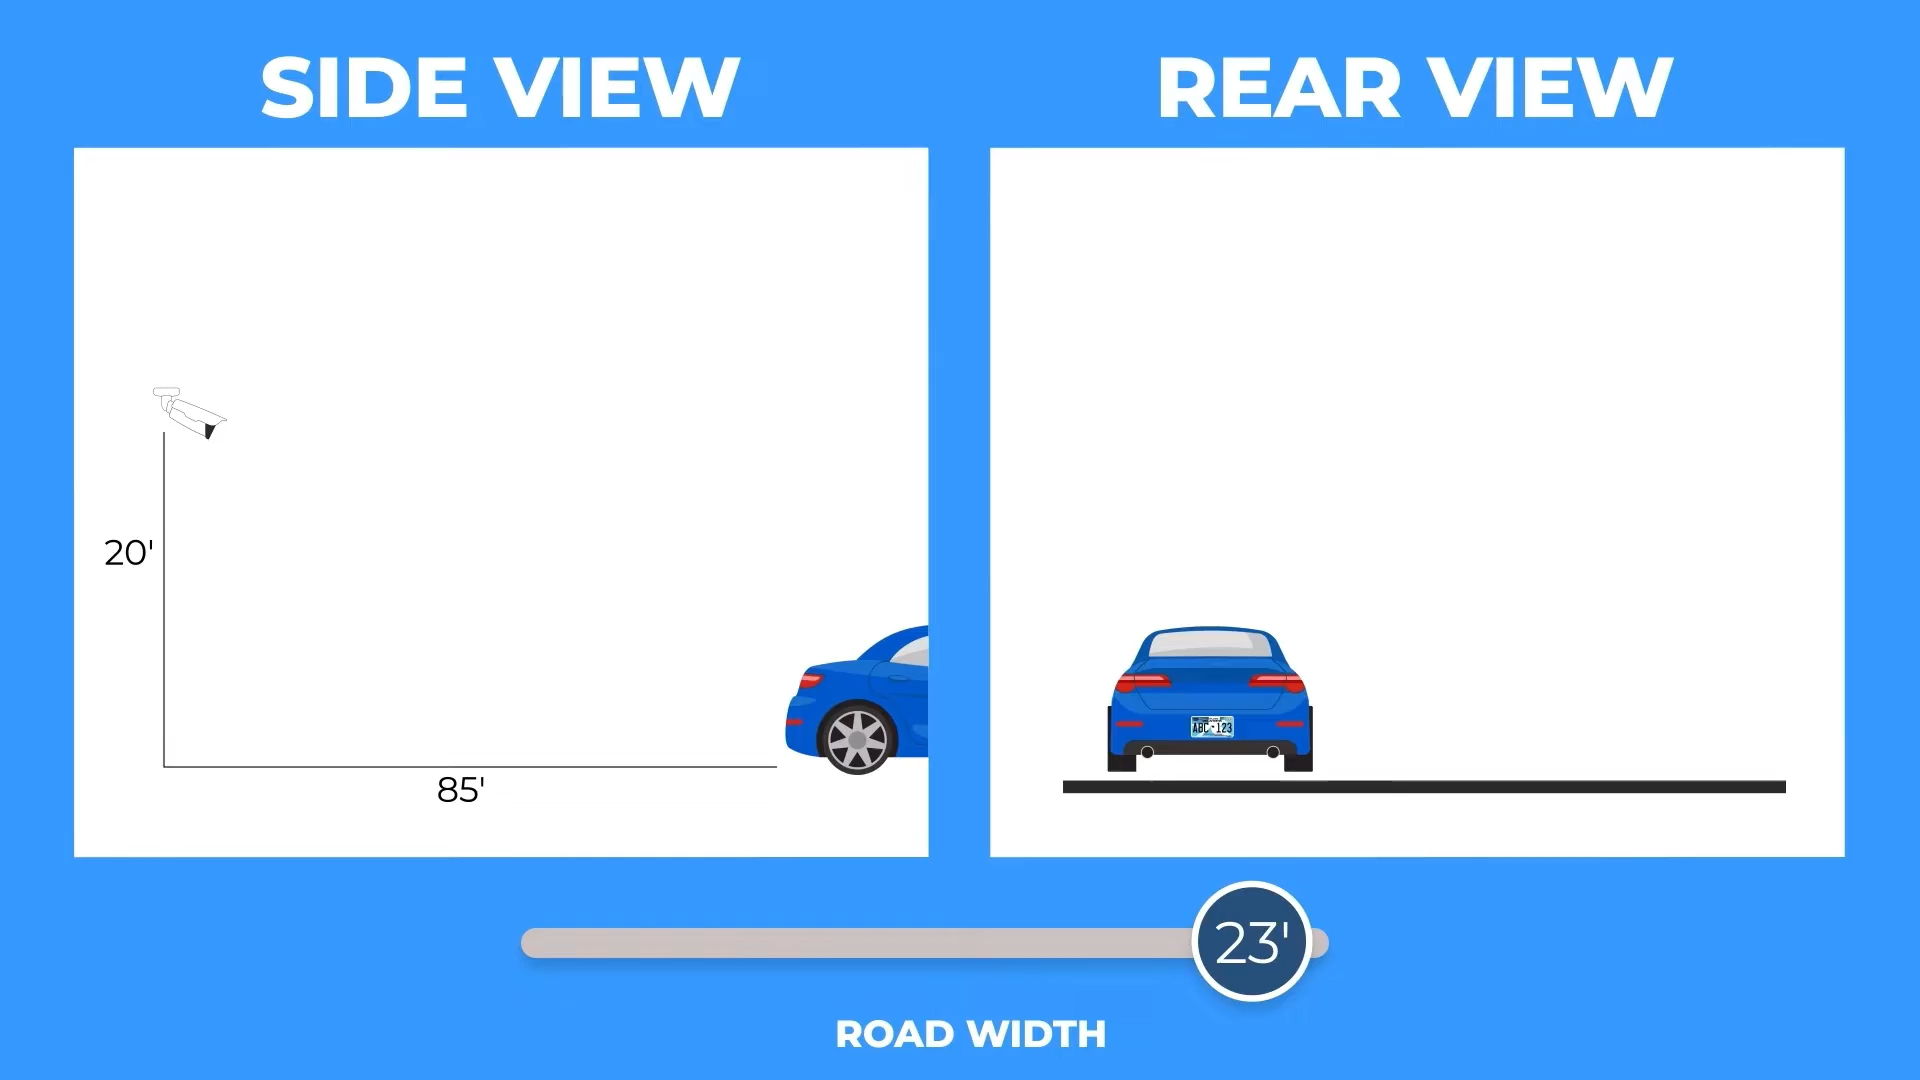 SIDE VIEW
REAR VIEW
20'
85'
ABC-123
23'
ROAD WIDTH